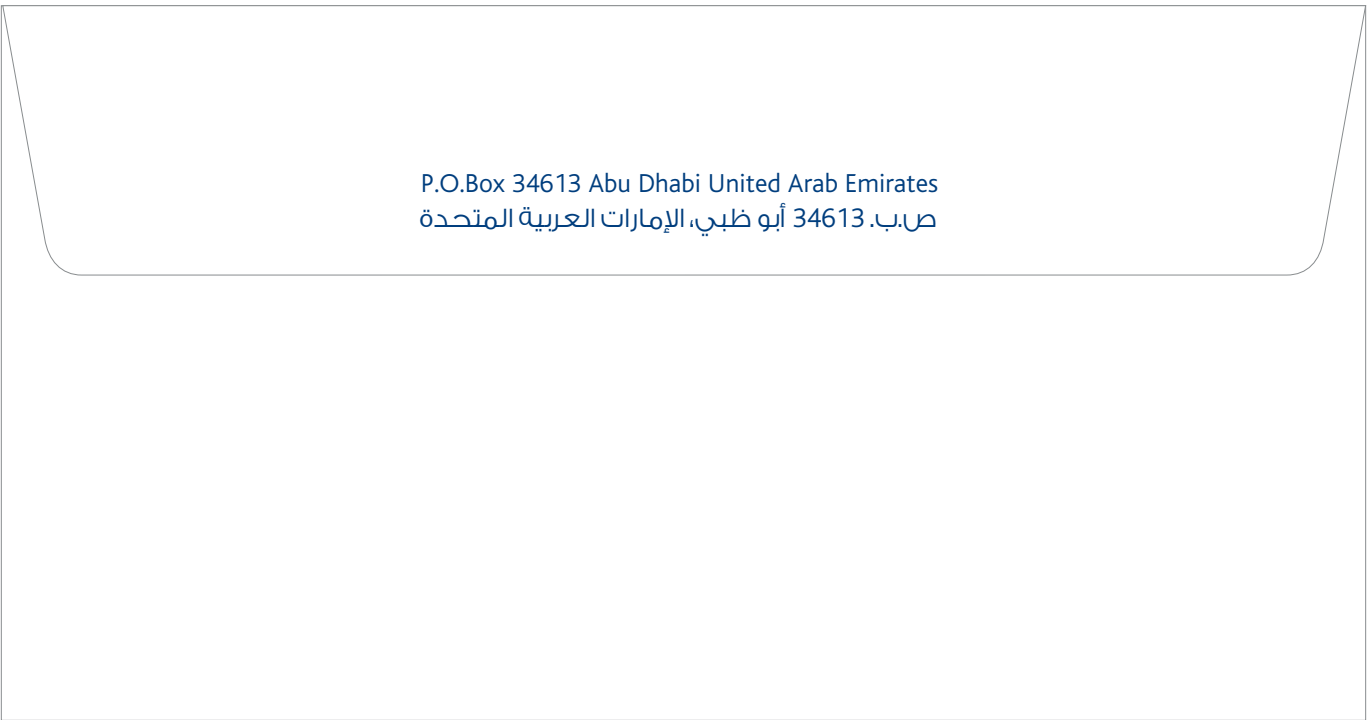 P.O.Box 34613 Abu Dhabi United Arab Emirates
ص.ب. 34613 أبو ظبي، الإمارات العربية المتحدة